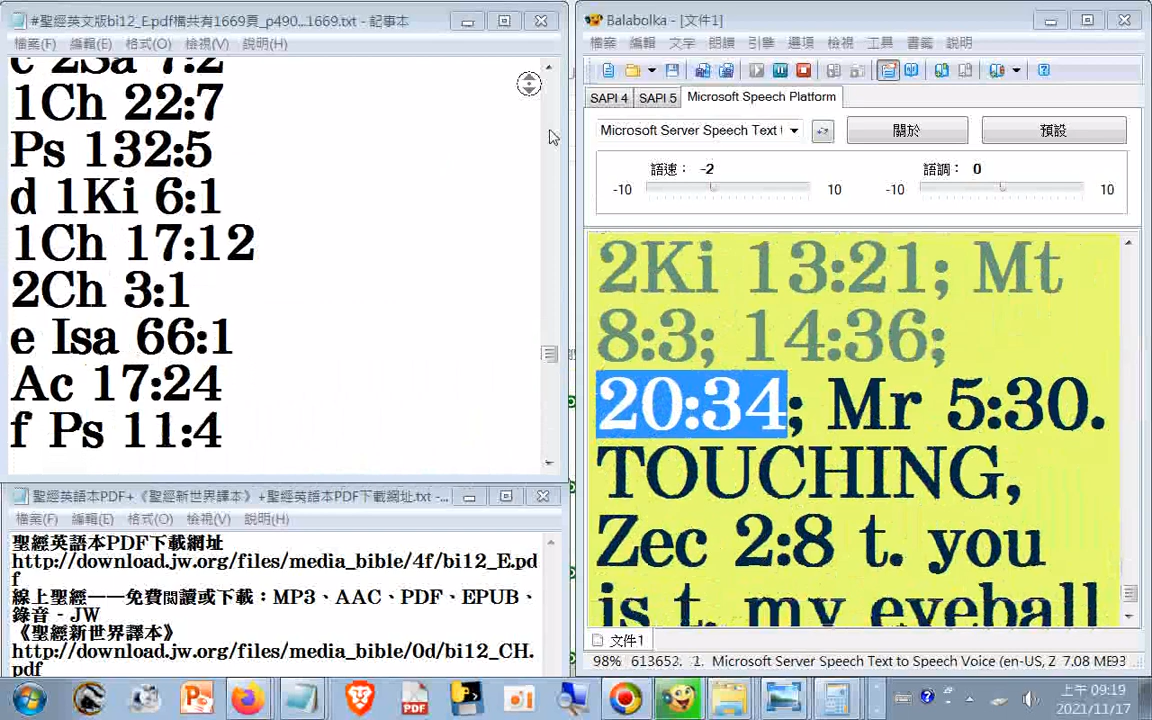 #聖經英文版bi12_E.pdf檔共有1669頁_p490...1669.txt - 記事本
檔案(F) 編輯(E) 格式(O) 檢視(V) 說明(H)
c 2Sa 7:2
1Ch 22:7
Ps 132:5
d 1Ki 6:1
1Ch 17:12
2Ch 3:1
e Isa 66:1
Ac 17:24
f Ps 11:4
聖經英語本PDF+《聖經新世界譯本》+聖經英語本PDF下載網址.txt -...
檔案(F) 編輯(E) 格式(O) 檢視(V) 說明(H)
聖經英語本PDF下載網址
http://download.jw.org/files/media_bible/4f/bi12_E.pd
f
線上聖經——免費閱讀或下載：MP3、AAC、PDF、EPUB、
錄音 - JW
《聖經新世界譯本》
http://download.jw.org/files/media_bible/0d/bi12_CH.
pdf
Balabolka - [文件1]
檔案 編輯 文字 朗讀 引擎 選項 檢視 工具 書籤 說明
SAPI 4 SAPI 5 Microsoft Speech Platform
Microsoft Server Speech Text 關於 預設
語速： -2 語調： 0
-10 10 -10 10
2Ki 13:21; Mt
8:3; 14:36;
20:34; Mr 5:30.
TOUCHING,
Zec 2:8 t. you
is t. my eyeball
文件1
98% 613652. 1. Microsoft Server Speech Text to Speech Voice (en-US, Z 7.08 ME93
PDF
上午 09:19
2021/11/17